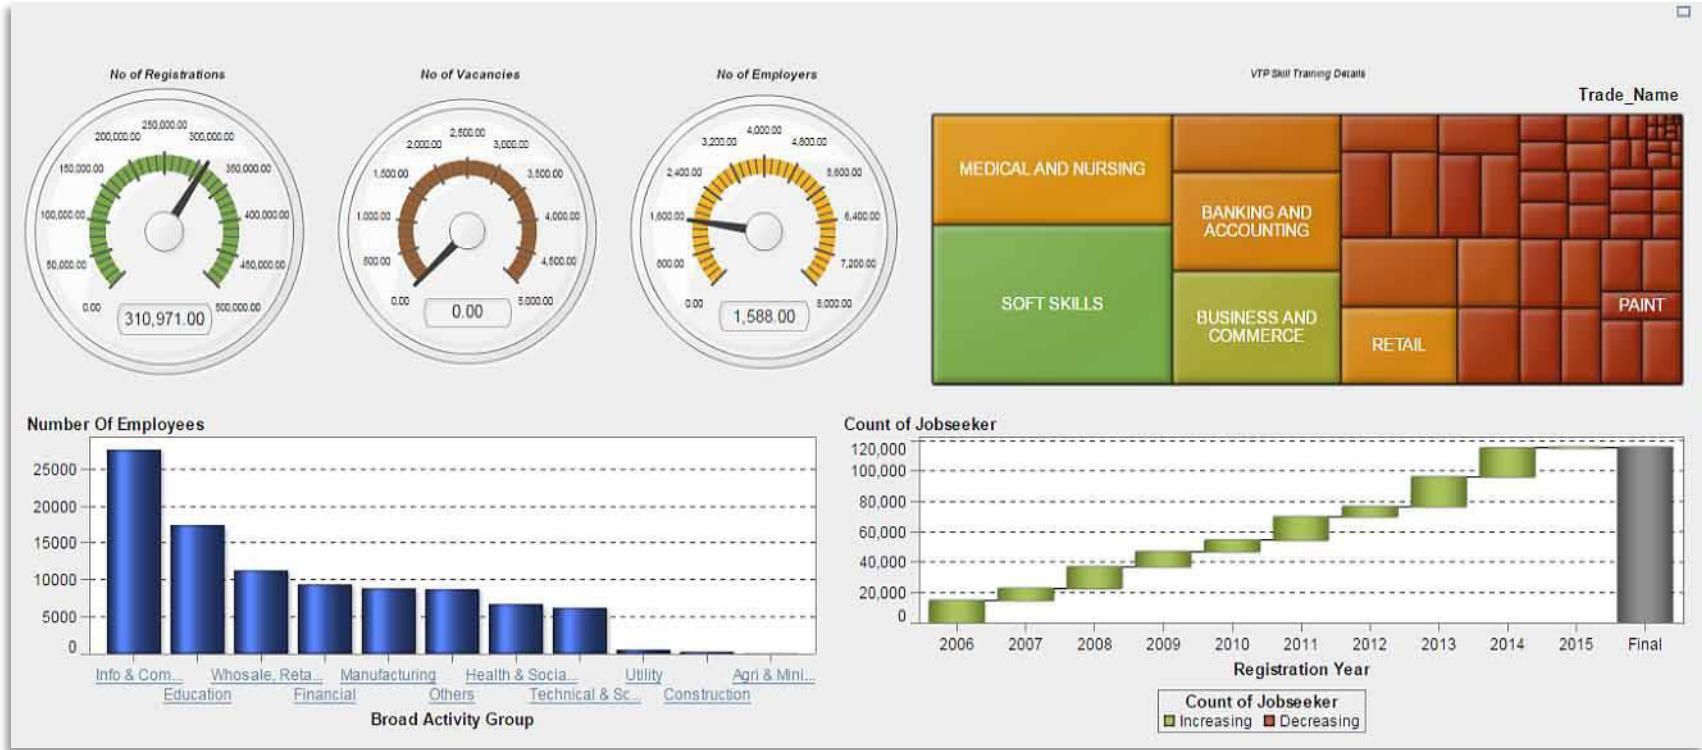 No of Registrations
250,000.00
200,000.00
300,000.00
150,000.00
350,000.00
100,000.00
400,000.00
50,000.00
450,000.00
0.00
500,000.00
310,971.00
No of Vacancies
2,500.00
2,000.00
3,000.00
1,500.00
3,500.00
1,000.00
4,000.00
500.00
4,500.00
0.00
5,000.00
0.00
No of Employers
4,000.00
3,200.00
4,800.00
2,400.00
5,600.00
1,600.00
6,400.00
800.00
7,200.00
0.00
8,000.00
1,588.00
VTP Skill Training Details
Trade_Name
MEDICAL AND NURSING
SOFT SKILLS
BANKING AND
ACCOUNTING
BUSINESS AND
COMMERCE
RETAIL
PAINT
Number Of Employees
25000
20000
15000
10000
5000
0
Info & Com...
Education
Whosale, Reta...
Financial
Manufacturing
Others
Health & Socia...
Technical & Sc...
Utility
Construction
Agri & Mini...
Broad Activity Group
Count of Jobseeker
120,000
100,000
80,000
60,000
40,000
20,000
0
2006 2007 2008 2009 2010 2011 2012 2013 2014 2015 Final
Registration Year
Count of Jobseeker
Increasing Decreasing